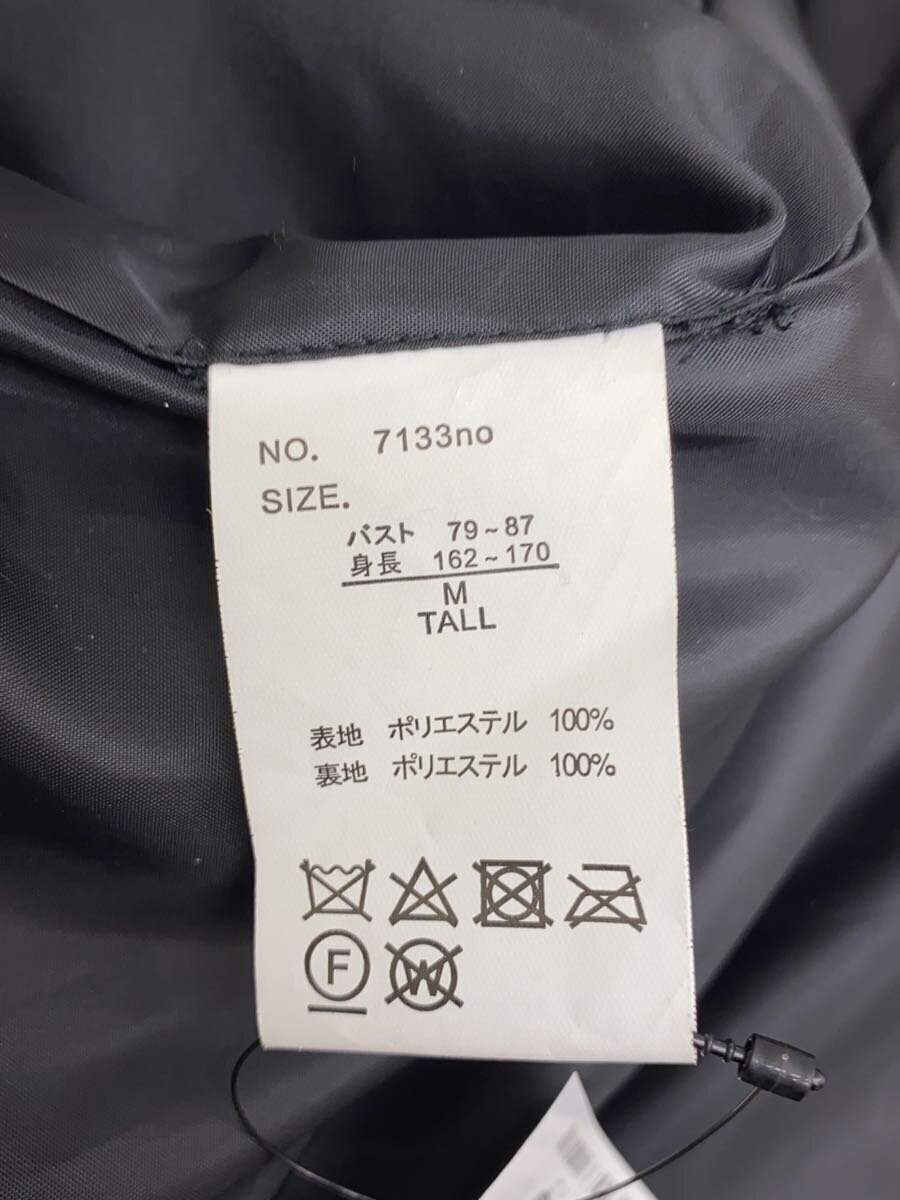 NO. 7133no
SIZE.
バスト 79~87
身長 162~170
M
TALL
表地 ポリエステル 100%
裏地 ポリエステル 100%
F
W